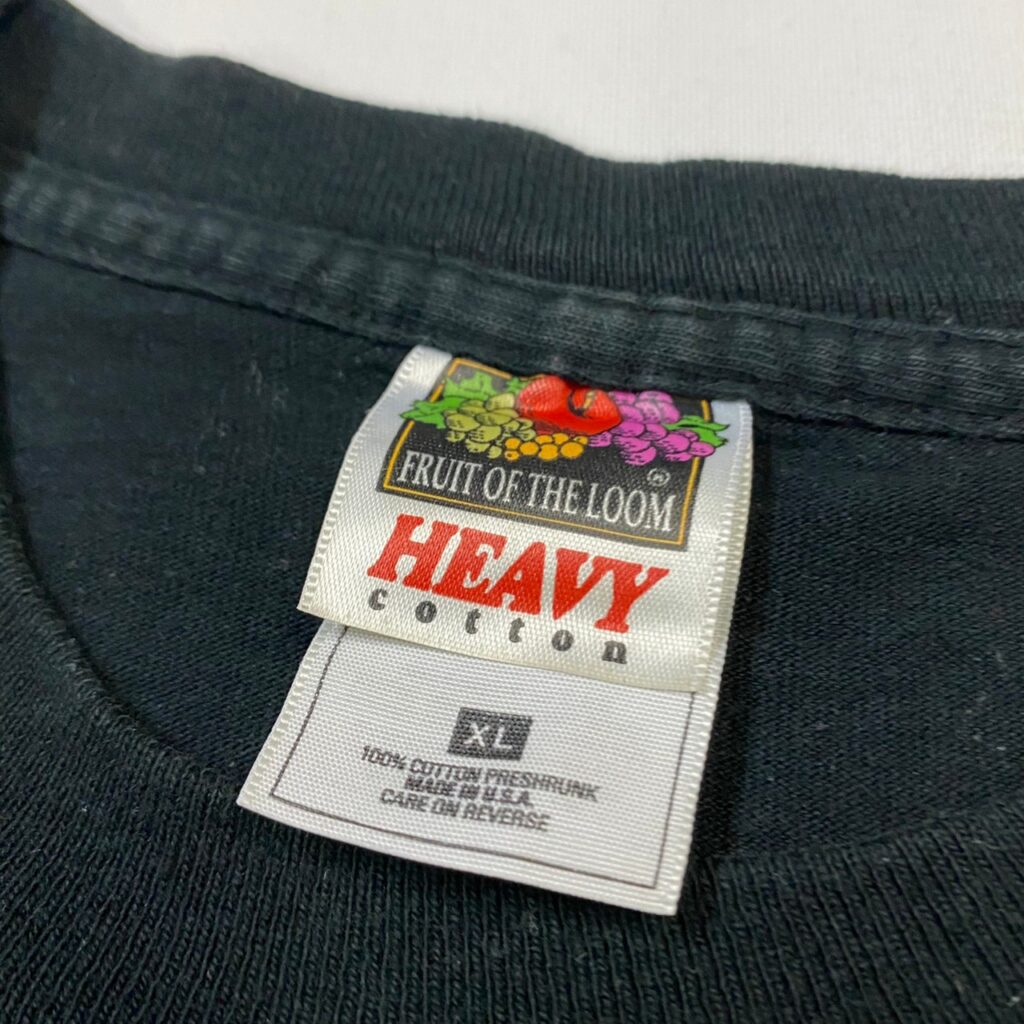 FRUIT OF THE LOOM
®
HEAVY
cotton
XL
100% COTTON PRESHRUNK
MADE IN U.S.A.
CARE ON REVERSE